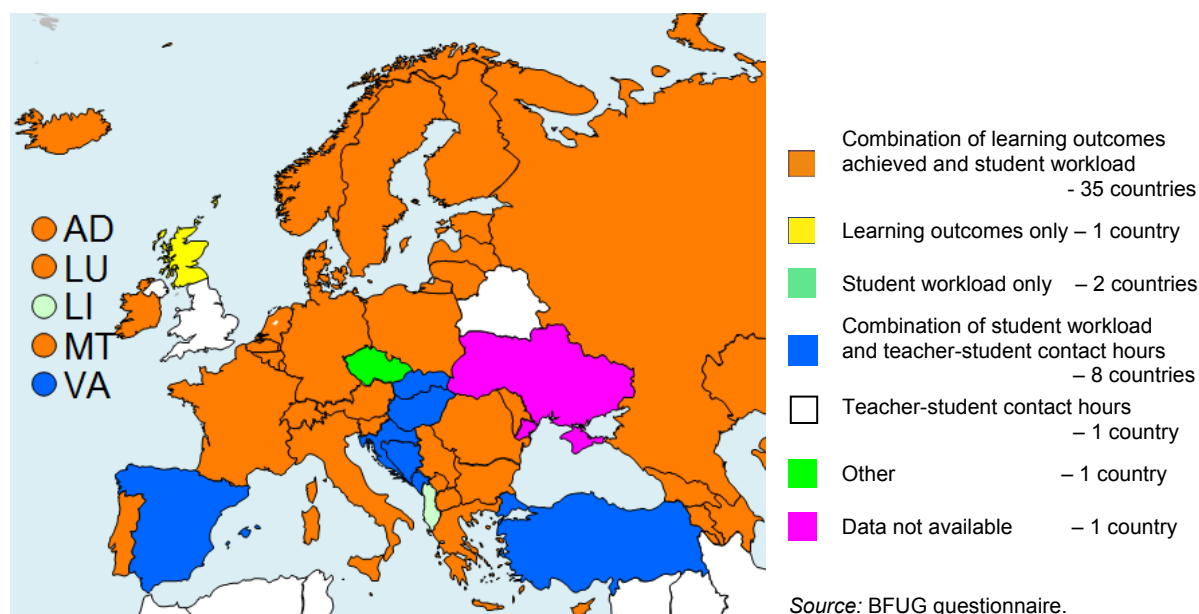 AD
LU
LI
MT
VA
Combination of learning outcomes
achieved and student workload
- 35 countries
Learning outcomes only – 1 country
Student workload only – 2 countries
Combination of student workload
and teacher-student contact hours
– 8 countries
Teacher-student contact hours
– 1 country
Other – 1 country
Data not available – 1 country
Source: BFUG questionnaire.